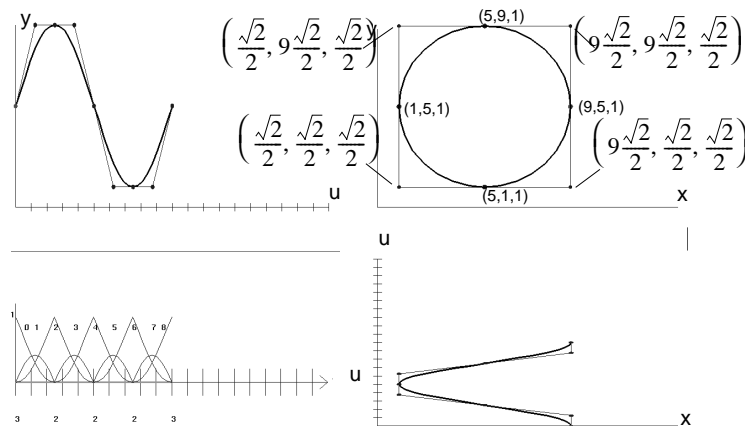 y
(√2/2, 9√2/2, √2/2)
y
(5,9,1)
(9√2/2, 9√2/2, √2/2)
(1,5,1)
(9,5,1)
(√2/2, √2/2, √2/2)
(9√2/2, √2/2, √2/2)
(5,1,1)
u
x
u
1
0 1 2 3 4 5 6 7 8
u
3 2 2 2 3
x